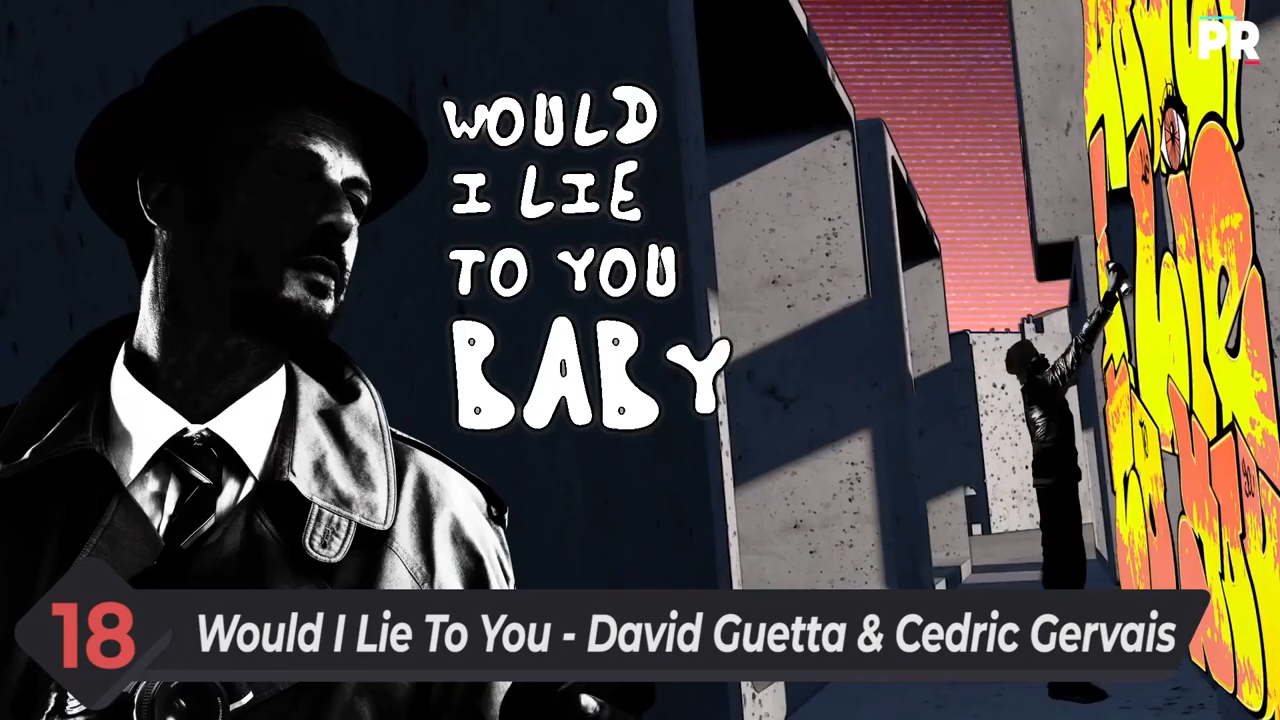 PR
WOULD
I LIE
TO YOU
BABY
18
Would I Lie To You - David Guetta & Cedric Gervais